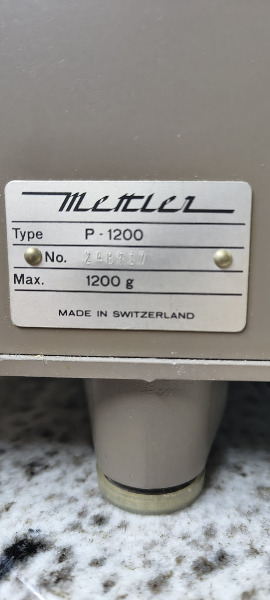 Mettler
Type P-1200
No.
Max. 1200 g
MADE IN SWITZERLAND